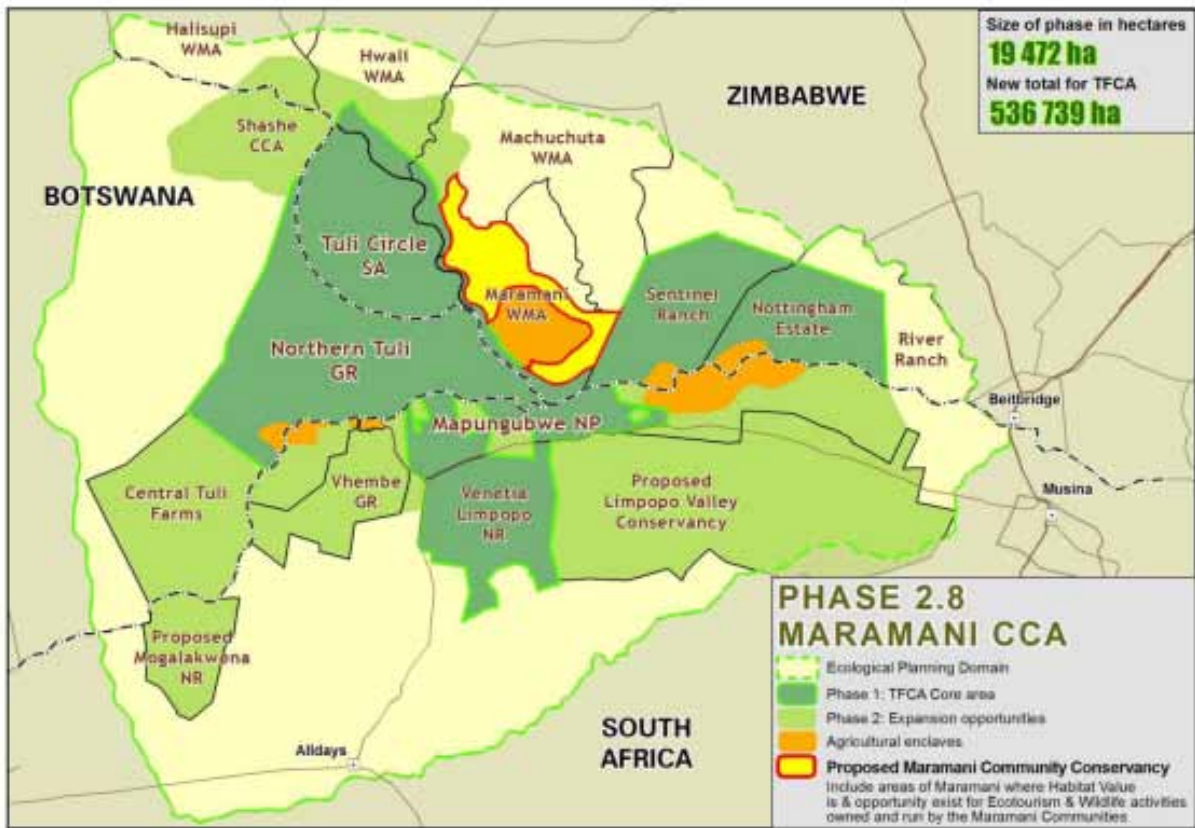 Halisupi
WMA
Hwali
WMA
Size of phase in hectares
19 472 ha
New total for TFCA
536 739 ha
ZIMBABWE
Shashe
CCA
Machuchuta
WMA
BOTSWANA
Tuli Circle
SA
Maramani
WMA
Sentinel
Ranch
Nottingham
Estate
Northern Tuli
GR
River
Ranch
Beitbridge
Mapungubwe NP
Central Tuli
Farms
Vhembe
GR
Venetia
Limpopo
NR
Proposed
Limpopo Valley
Conservancy
Musina
Proposed
Mogalakwena
NR
Alldays
SOUTH
AFRICA
PHASE 2.8
MARAMANI CCA
Ecological Planning Domain
Phase 1: TFCA Core area
Phase 2: Expansion opportunities
Agricultural enclaves
Proposed Maramani Community Conservancy
Include areas of Maramani where Habitat Value
is & opportunity exist for Ecotourism & Wildlife activities
owned and run by the Maramani Communities